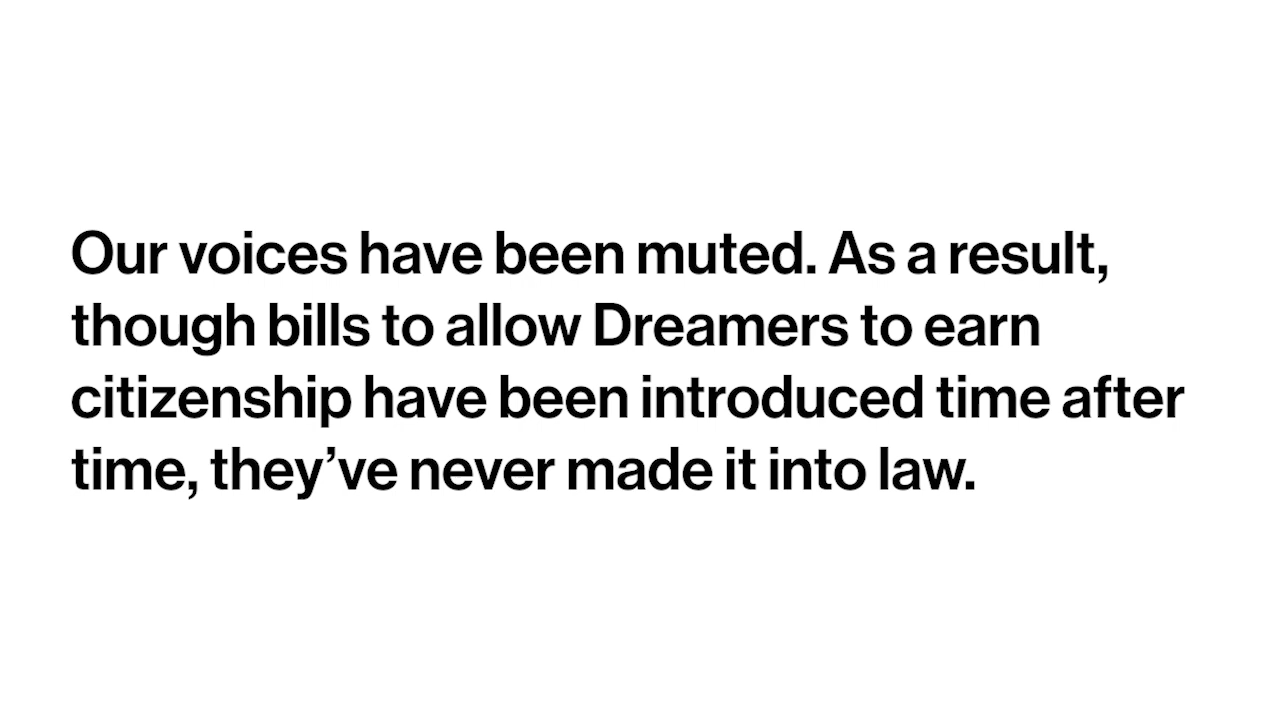 Our voices have been muted. As a result,
though bills to allow Dreamers to earn
citizenship have been introduced time after
time, they’ve never made it into law.